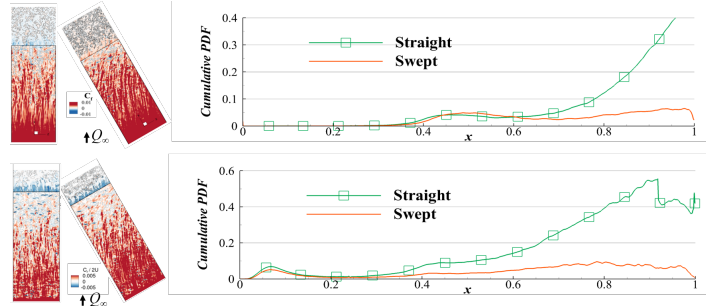 C_f
0.01
0
-0.01
Q∞
Cumulative PDF
0.4
0.3
0.2
0.1
0
Straight
Swept
0 0.2 0.4 0.6 0.8 1
x
C_f / 2U
0.005
0
-0.005
Q∞
Cumulative PDF
0.6
0.4
0.2
0
Straight
Swept
0 0.2 0.4 0.6 0.8 1
x